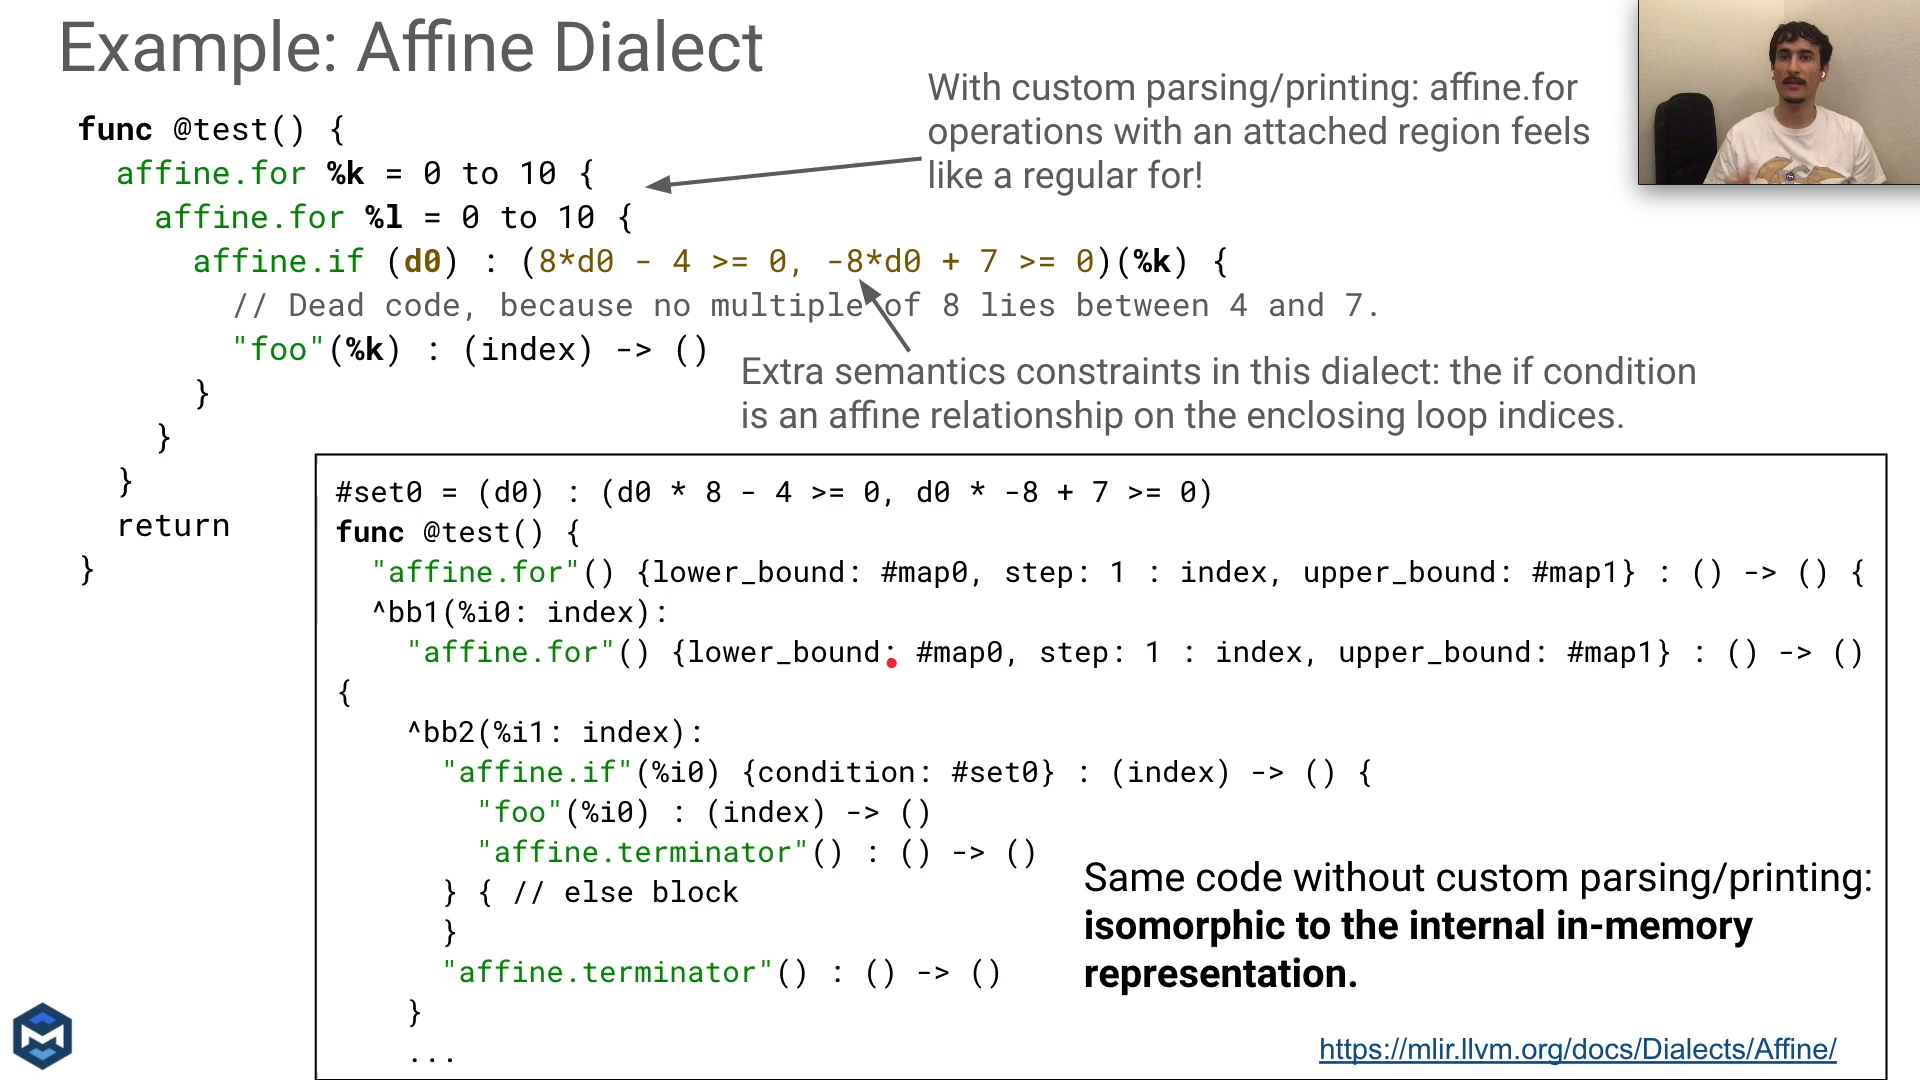 Example: Affine Dialect
With custom parsing/printing: affine.for
operations with an attached region feels
like a regular for!
func @test() {
affine.for %k = 0 to 10 {
affine.for %l = 0 to 10 {
affine.if (d0) : (8*d0 - 4 >= 0, -8*d0 + 7 >= 0)(%k) {
// Dead code, because no multiple of 8 lies between 4 and 7.
"foo"(%k) : (index) -> ()
}
}
}
return
}
Extra semantics constraints in this dialect: the if condition
is an affine relationship on the enclosing loop indices.
#set0 = (d0) : (d0 * 8 - 4 >= 0, d0 * -8 + 7 >= 0)
func @test() {
"affine.for"() {lower_bound: #map0, step: 1 : index, upper_bound: #map1} : () -> () {
^bb1(%i0: index):
"affine.for"() {lower_bound: #map0, step: 1 : index, upper_bound: #map1} : () -> ()
{
^bb2(%i1: index):
"affine.if"(%i0) {condition: #set0} : (index) -> () {
"foo"(%i0) : (index) -> ()
"affine.terminator"() : () -> ()
} { // else block
}
"affine.terminator"() : () -> ()
}
...
Same code without custom parsing/printing:
isomorphic to the internal in-memory
representation.
https://mlir.llvm.org/docs/Dialects/Affine/